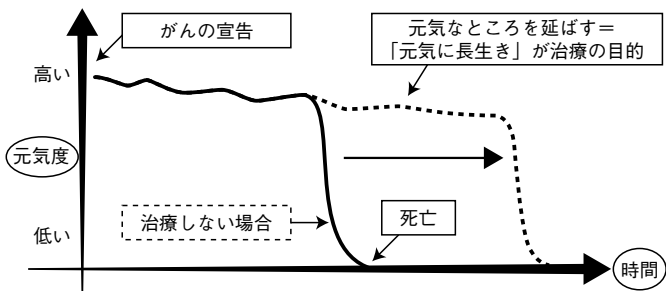 がんの宣告
元気なところを延ばす＝
「元気に長生き」が治療の目的
高い
元気度
治療しない場合
死亡
低い
時間